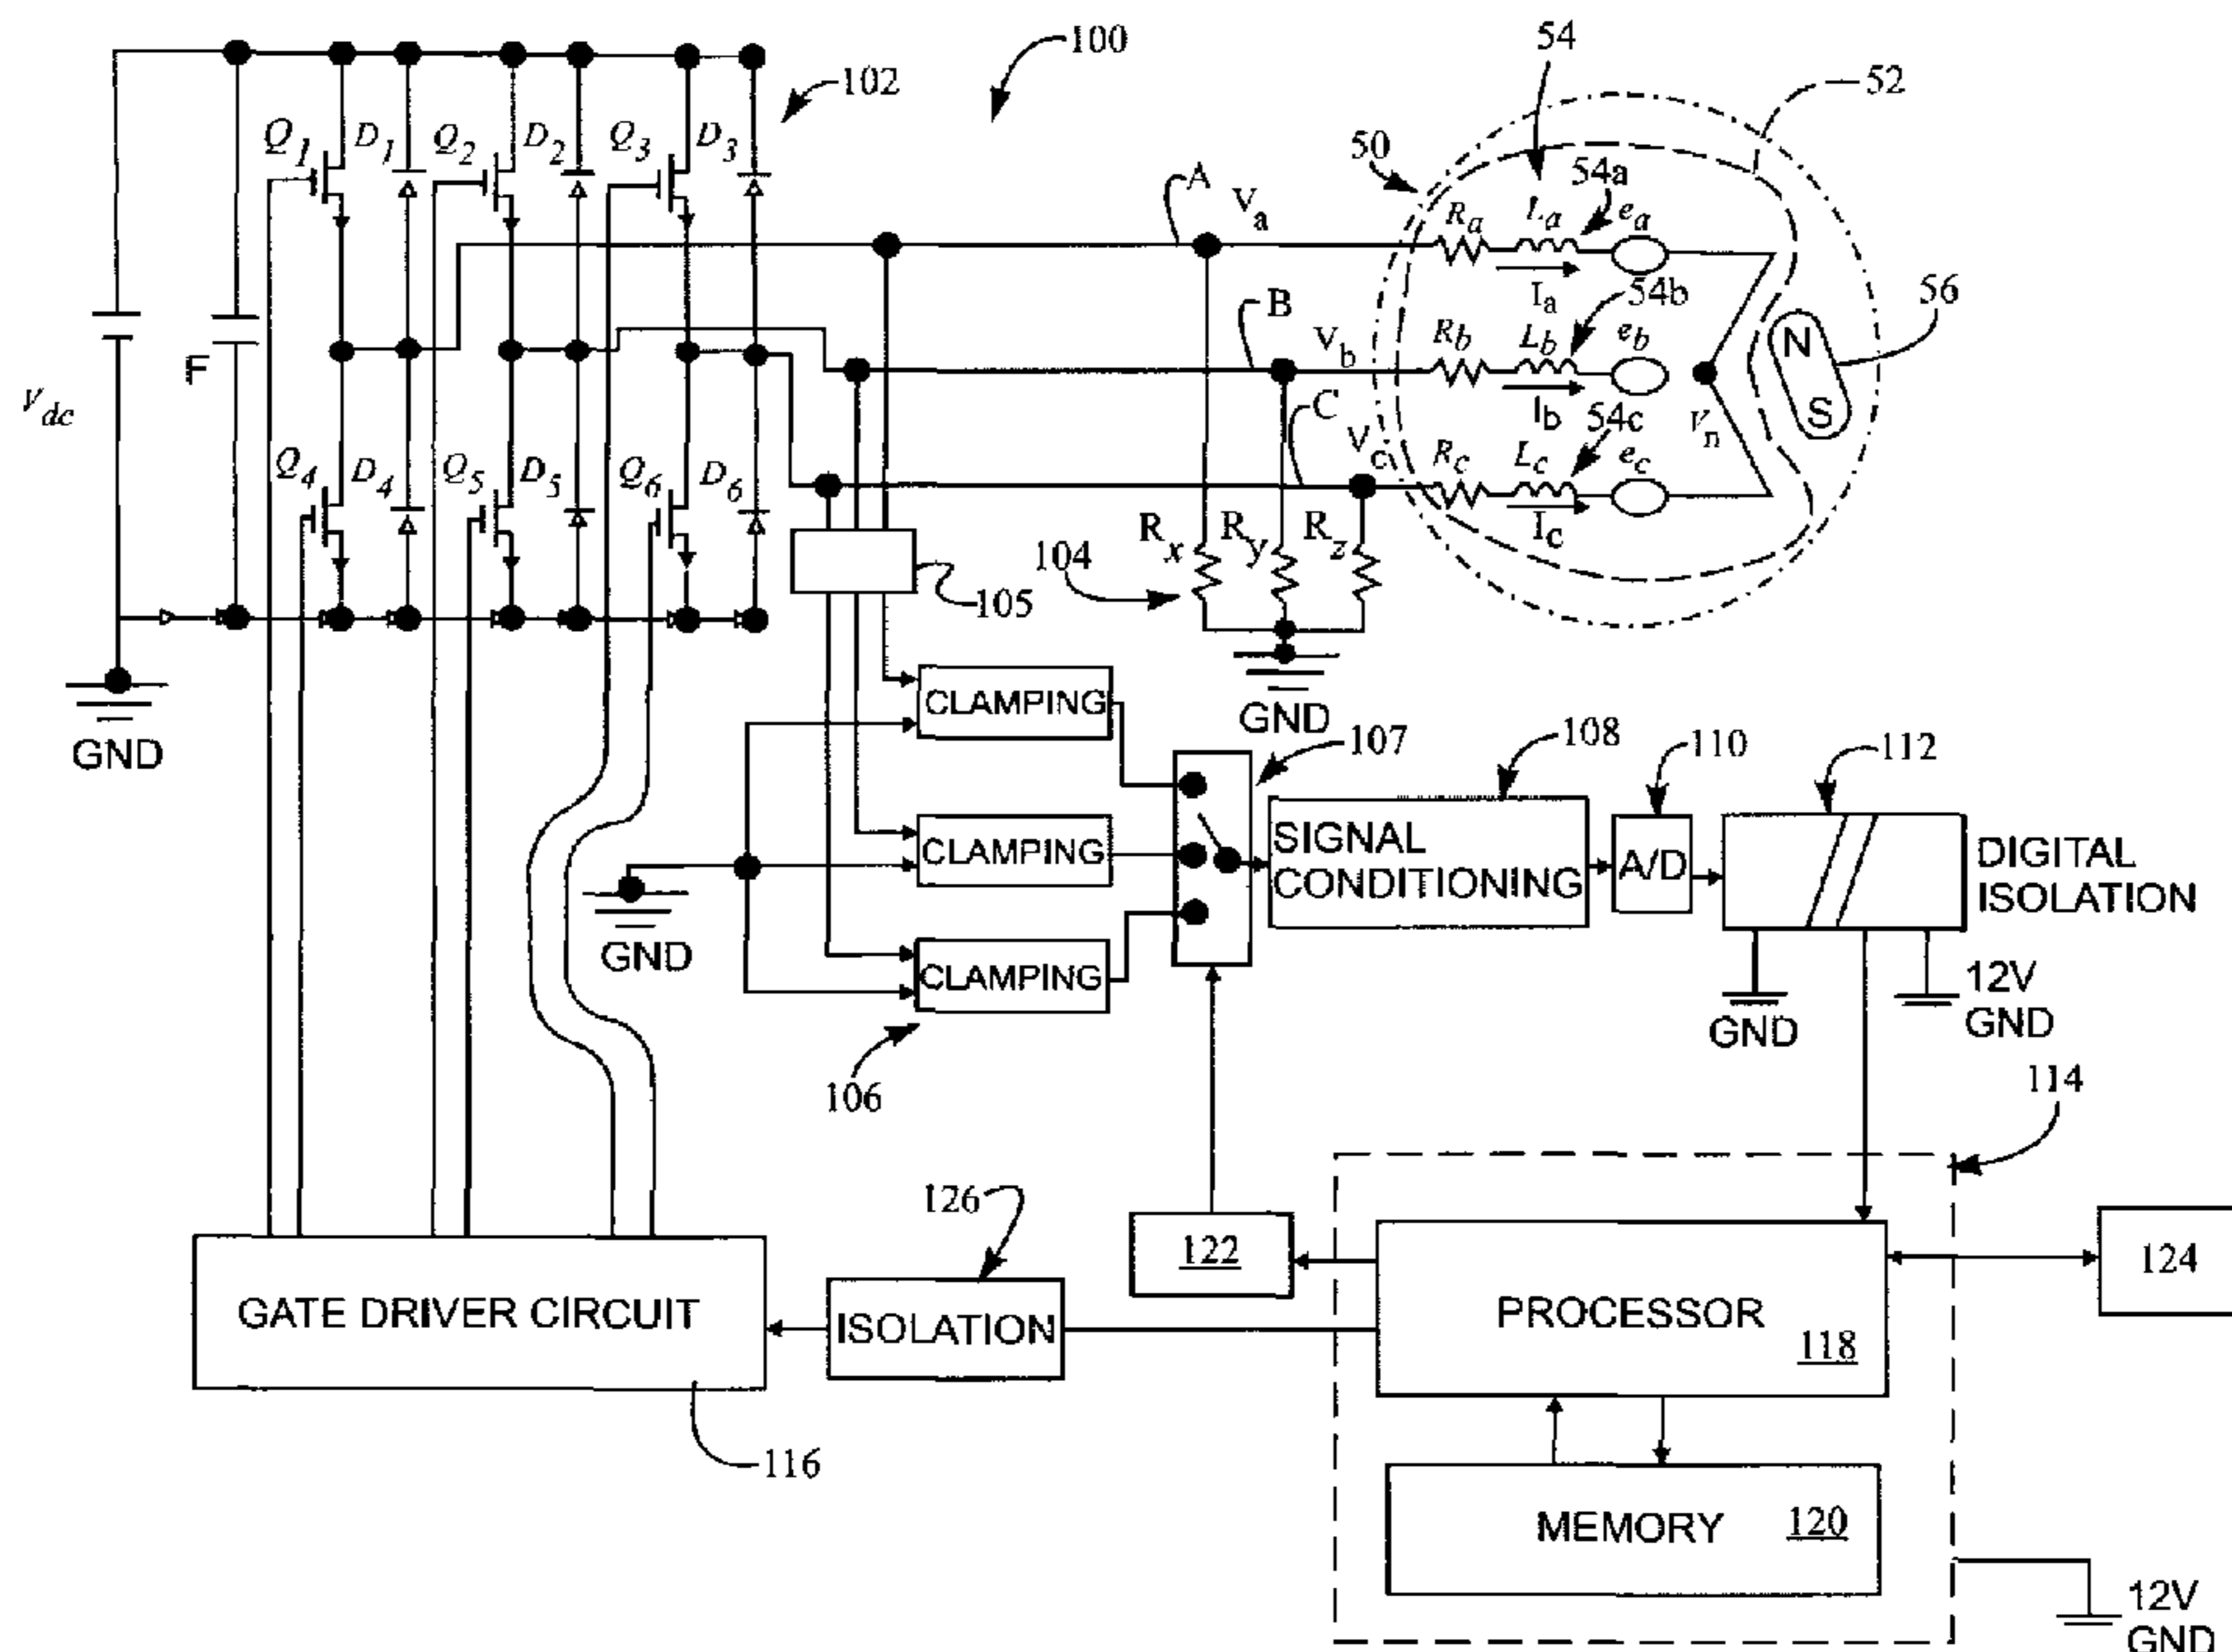 100
54
52
102
Q1 D1 Q2 D2 Q3 D3
50
54a
A
Va
Ra La ea
Ia
54b
56
B
Vb
Rb Lb eb
N
S
Ib
54c
Vn
C
Vc
Rc Lc ec
Ic
F
Vdc
Q4 D4 Q5 D5 Q6 D6
Rx Ry Rz
104
105
GND
GND
CLAMPING
107
108
110
112
CLAMPING
SIGNAL
CONDITIONING
A/D
DIGITAL
ISOLATION
GND
CLAMPING
GND
12V
GND
106
114
126
122
124
GATE DRIVER CIRCUIT
ISOLATION
PROCESSOR
118
116
MEMORY 120
12V
GND